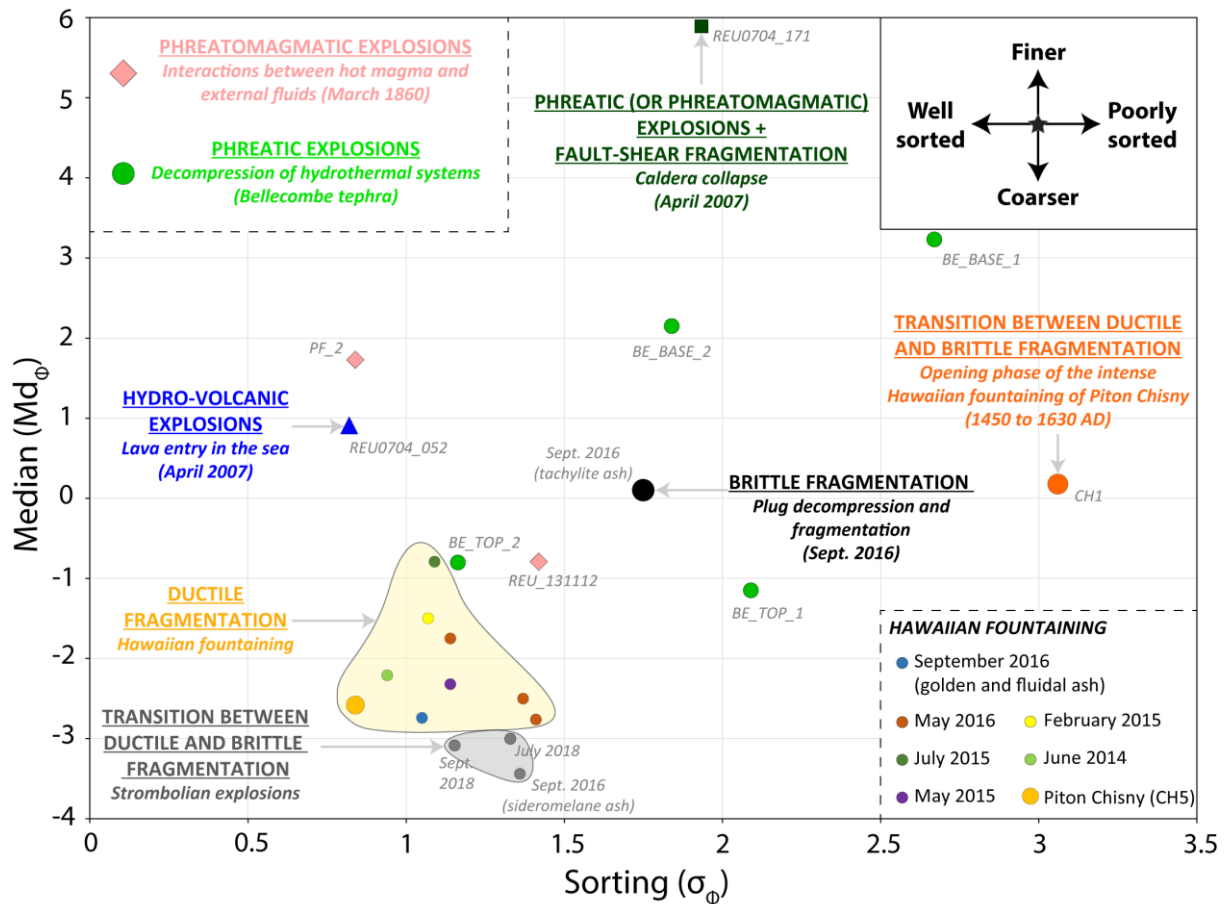 PHREATOMAGMATIC EXPLOSIONS
Interactions between hot magma and
external fluids (March 1860)
PHREATIC EXPLOSIONS
Decompression of hydrothermal systems
(Bellecombe tephra)
REU0704_171
PHREATIC (OR PHREATOMAGMATIC)
EXPLOSIONS +
FAULT-SHEAR FRAGMENTATION
Caldera collapse
(April 2007)
Finer
Well
sorted
Poorly
sorted
Coarser
BE_BASE_1
BE_BASE_2
PF_2
TRANSITION BETWEEN DUCTILE
AND BRITTLE FRAGMENTATION
Opening phase of the intense
Hawaiian fountaining of Piton Chisny
(1450 to 1630 AD)
CH1
HYDRO-VOLCANIC
EXPLOSIONS
Lava entry in the sea
(April 2007)
REU0704_052
Sept. 2016
(tachylite ash)
BRITTLE FRAGMENTATION
Plug decompression and
fragmentation
(Sept. 2016)
BE_TOP_2
REU_131112
BE_TOP_1
DUCTILE
FRAGMENTATION
Hawaiian fountaining
TRANSITION BETWEEN
DUCTILE AND BRITTLE
FRAGMENTATION
Strombolian explosions
Sept.
2018
July 2018
Sept. 2016
(sideromelane ash)
HAWAIIAN FOUNTAINING
September 2016
(golden and fluidal ash)
May 2016
February 2015
July 2015
June 2014
May 2015
Piton Chisny (CH5)
Median (MdΦ)
6
5
4
3
2
1
0
-1
-2
-3
-4
0
0.5
1
1.5
2
2.5
3
3.5
Sorting (σΦ)